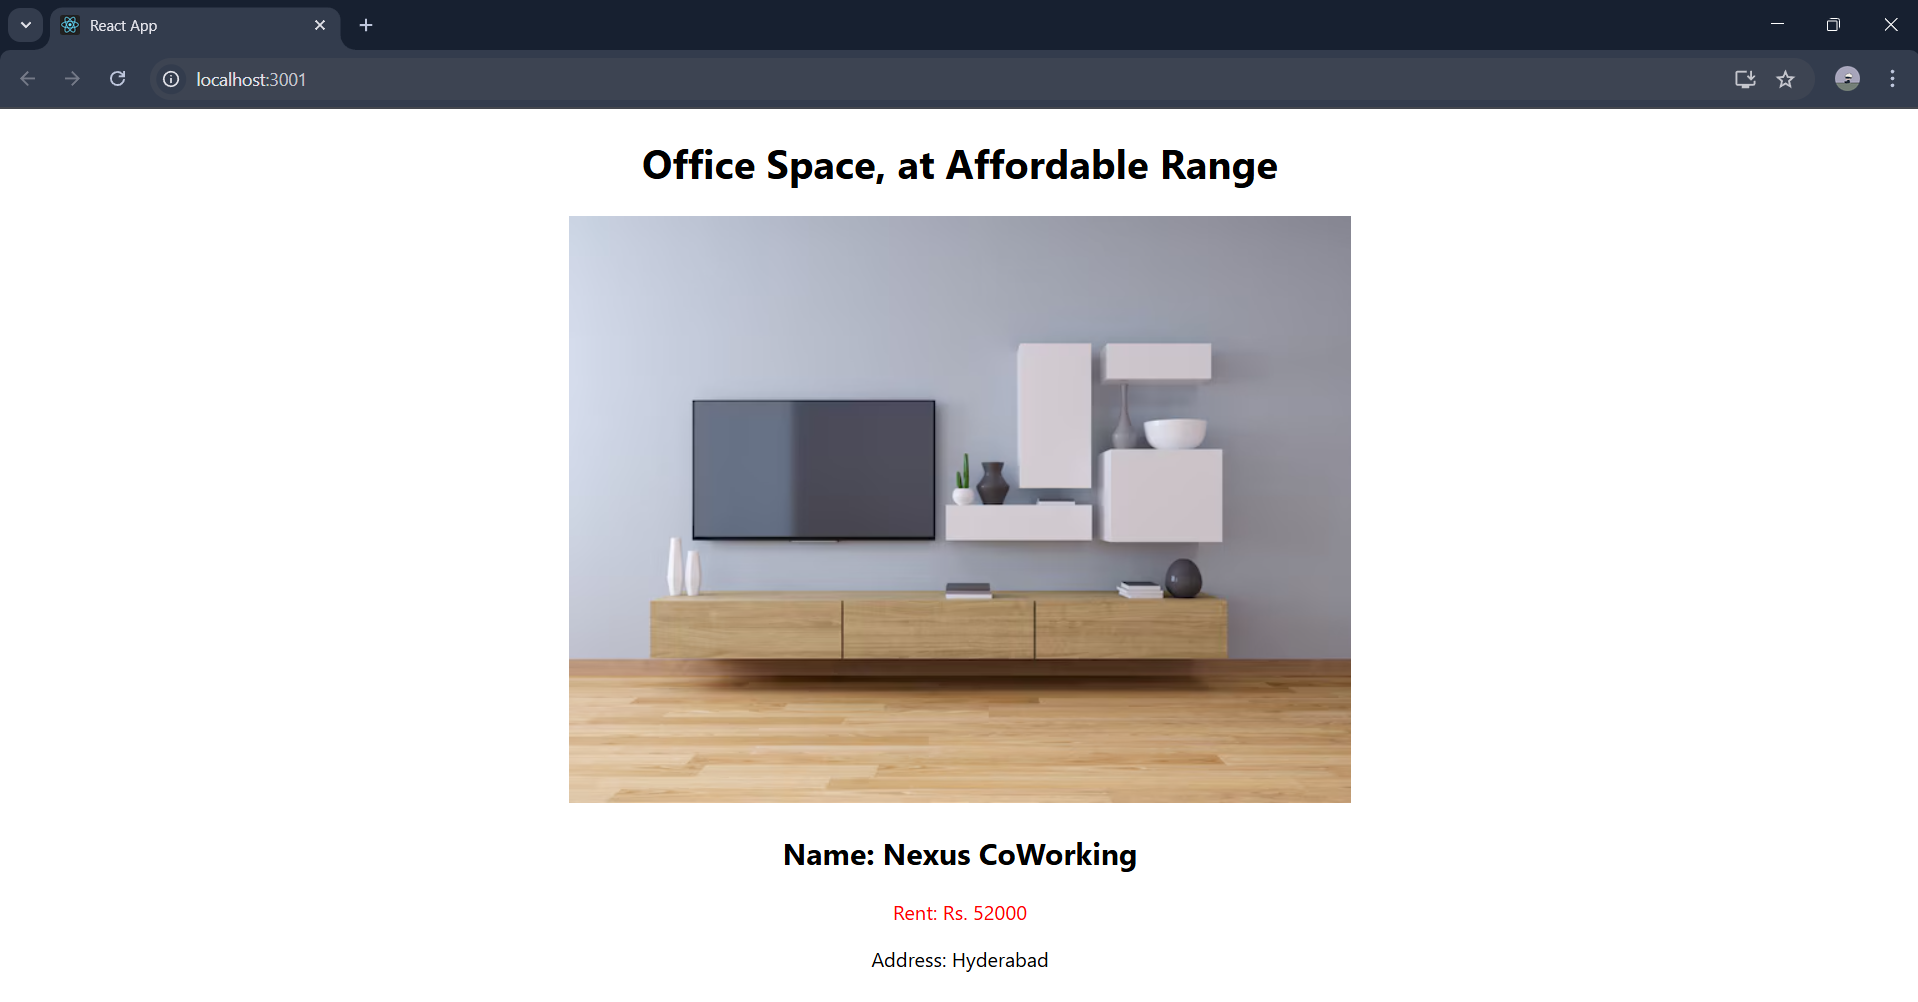 React App
localhost:3001
Office Space, at Affordable Range
Name: Nexus CoWorking
Rent: Rs. 52000
Address: Hyderabad